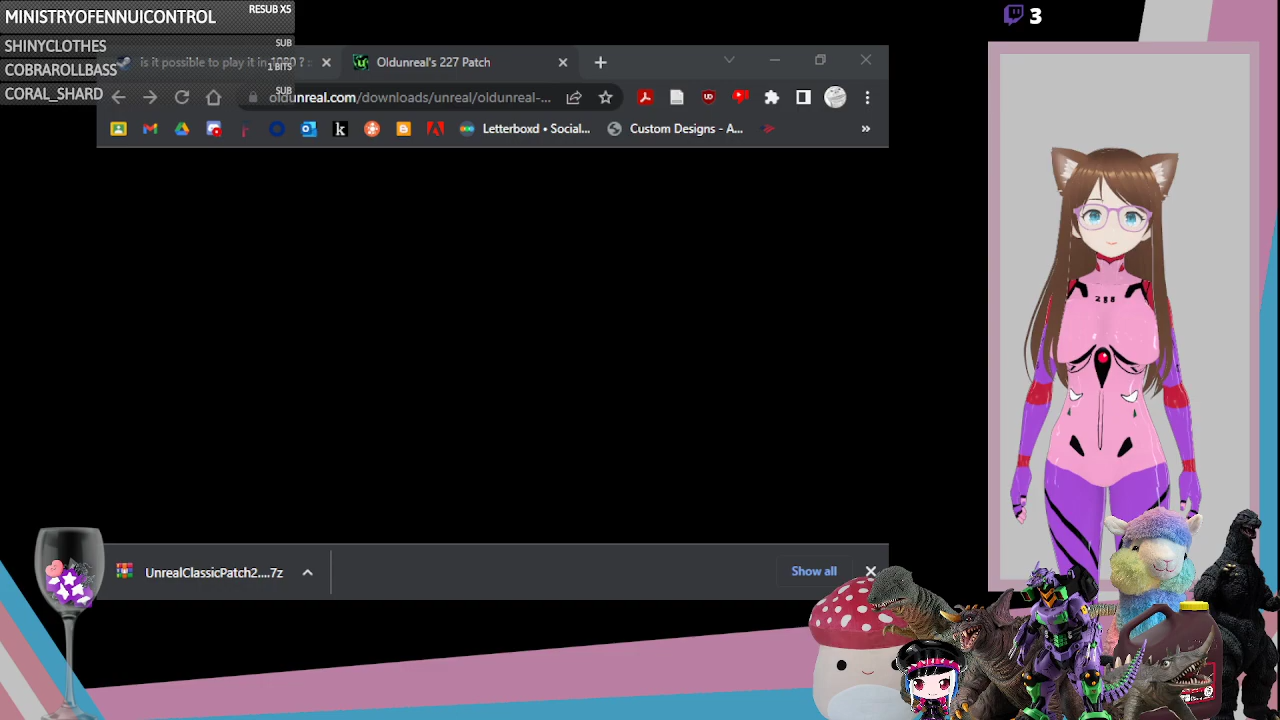 MINISTRYOFENNUICONTROL RESUB X5
SHINYCLOTHES SUB
COBRAROLLBASS 1 BITS
CORAL_SHARD SUB
is it possible to play it in 1080 ? :
Oldunreal's 227 Patch
oldunreal.com/downloads/unreal/oldunreal-...
Letterboxd • Social...
Custom Designs - A...
3
288
UnrealClassicPatch2....7z
Show all